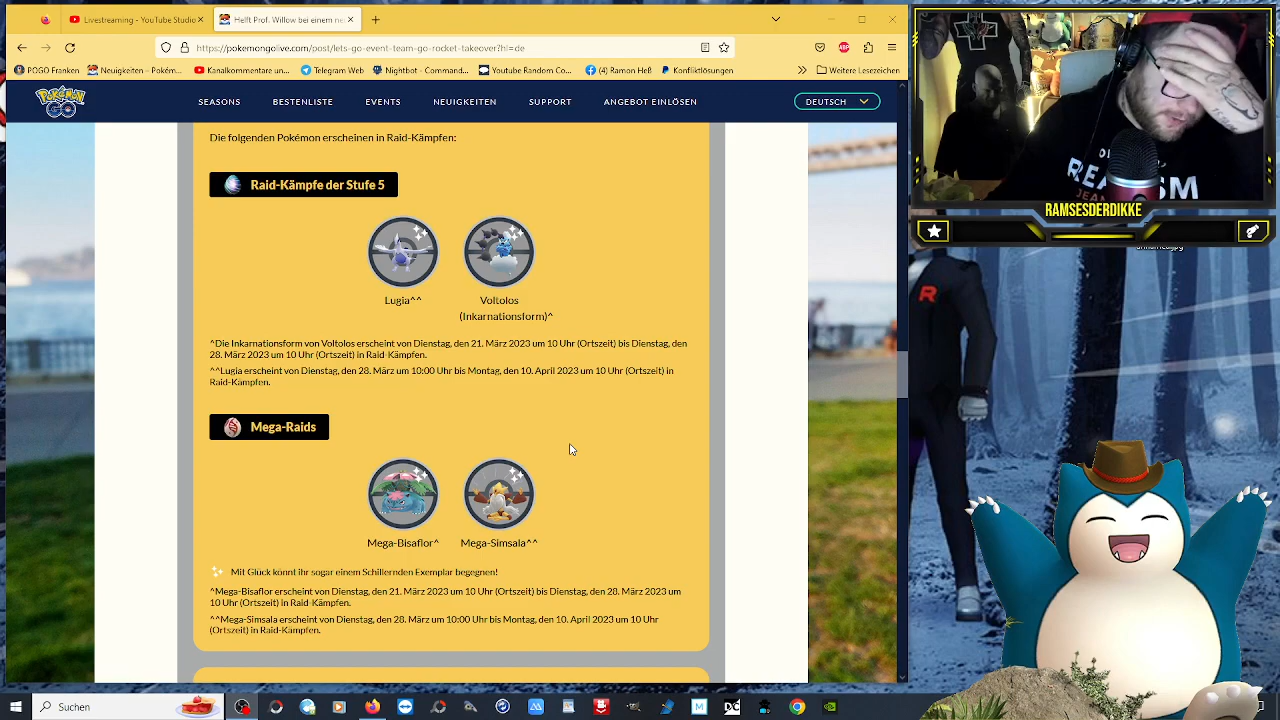 Livestreaming - YouTube Studio
Helft Prof. Willow bei einem ne
https://pokemongolive.com/post/lets-go-event-team-go-rocket-takeover?hl=de
ABP
POGO Franken
Neuigkeiten – Pokém...
Kanalkommentare un...
Telegram Web
Nightbot - Comman...
Youtube Random Co...
(4) Ramon Heß
Konfliktlösungen
Weitere Lesezeichen
Pokémon GO
SEASONS
BESTENLISTE
EVENTS
NEUIGKEITEN
SUPPORT
ANGEBOT EINLÖSEN
DEUTSCH
Die folgenden Pokémon erscheinen in Raid-Kämpfen:
Raid-Kämpfe der Stufe 5
Lugia^^
Voltolos
(Inkarnationsform)^
^Die Inkarnationsform von Voltolos erscheint von Dienstag, den 21. März 2023 um 10 Uhr (Ortszeit) bis Dienstag, den
28. März 2023 um 10 Uhr (Ortszeit) in Raid-Kämpfen.
^^Lugia erscheint von Dienstag, den 28. März um 10:00 Uhr bis Montag, den 10. April 2023 um 10 Uhr (Ortszeit) in
Raid-Kämpfen.
Mega-Raids
Mega-Bisaflor^
Mega-Simsala^^
Mit Glück könnt ihr sogar einem Schillernden Exemplar begegnen!
^Mega-Bisaflor erscheint von Dienstag, den 21. März 2023 um 10 Uhr (Ortszeit) bis Dienstag, den 28. März 2023 um
10 Uhr (Ortszeit) in Raid-Kämpfen.
^^Mega-Simsala erscheint von Dienstag, den 28. März um 10:00 Uhr bis Montag, den 10. April 2023 um 10 Uhr
(Ortszeit) in Raid-Kämpfen.
Suchen
RAMSESDERDIKKE
R